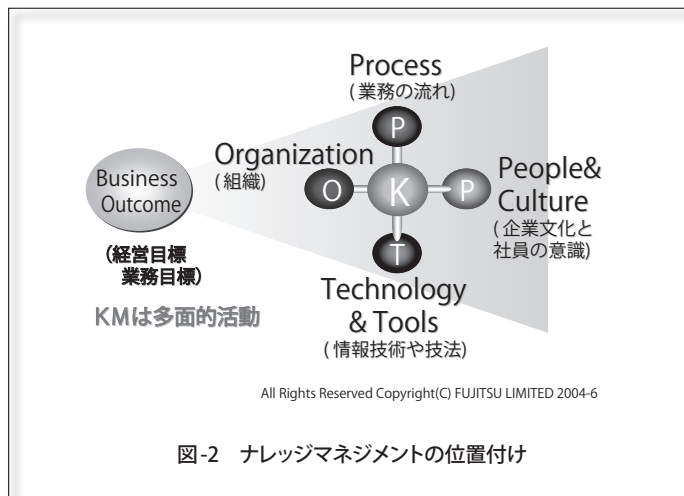 Process
(業務の流れ)
P
Organization
(組織)
Business
Outcome
O
K
P
People&
Culture
(企業文化と
社員の意識)
(経営目標
業務目標)
T
KMは多面的活動
Technology
& Tools
(情報技術や技法)
All Rights Reserved Copyright(C) FUJITSU LIMITED 2004-6
図-2 ナレッジマネジメントの位置付け